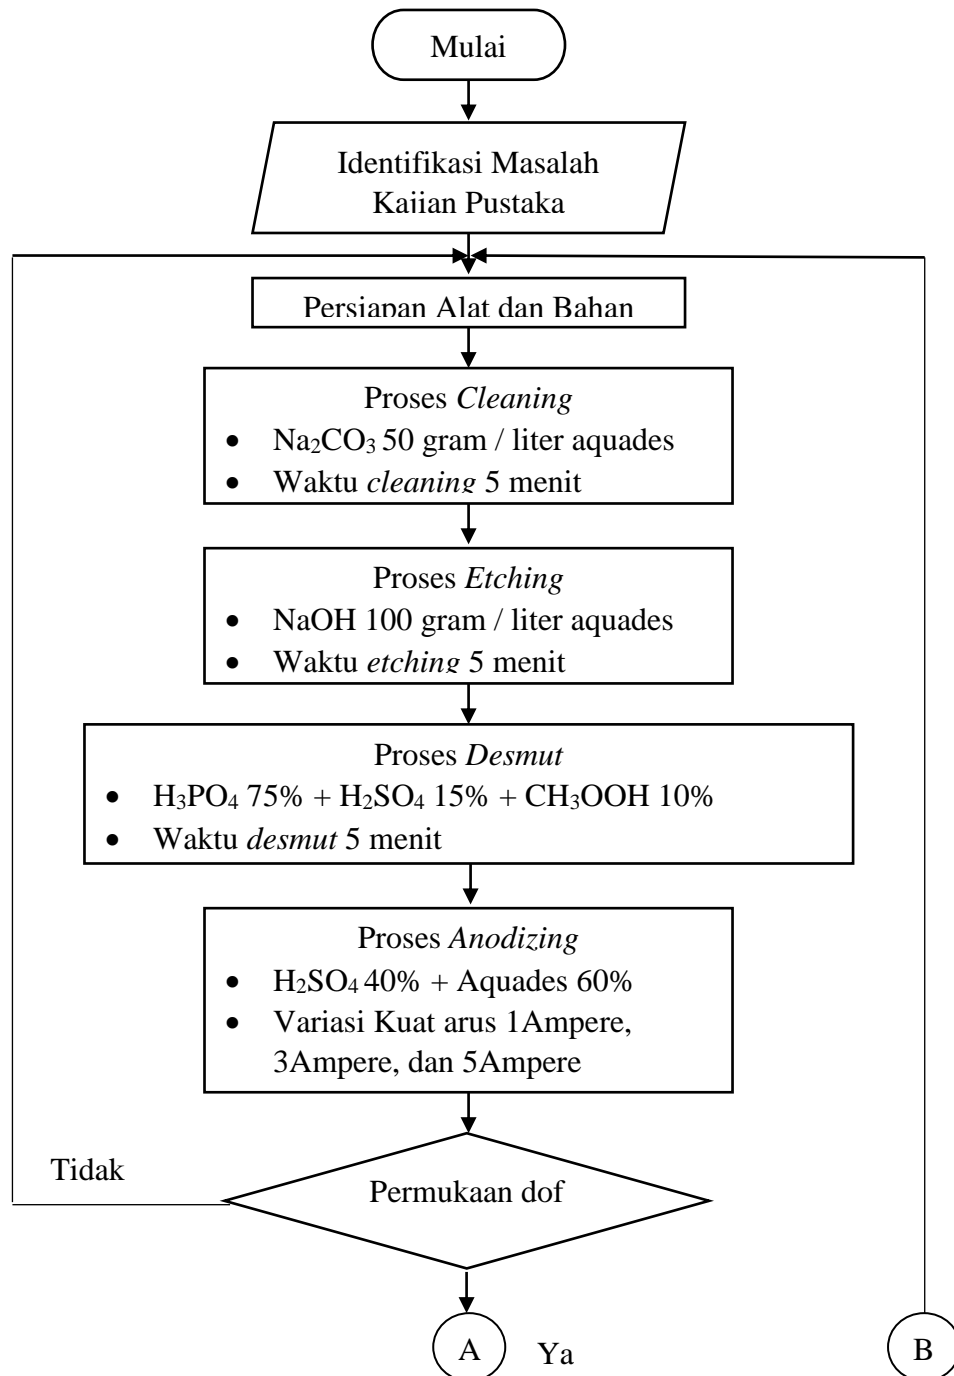 Mulai
Identifikasi Masalah
Kajian Pustaka
Persiapan Alat dan Bahan
Proses Cleaning
• Na₂CO₃ 50 gram / liter aquades
• Waktu cleaning 5 menit
Proses Etching
• NaOH 100 gram / liter aquades
• Waktu etching 5 menit
Proses Desmut
• H₃PO₄ 75% + H₂SO₄ 15% + CH₃OOH 10%
• Waktu desmut 5 menit
Proses Anodizing
• H₂SO₄ 40% + Aquades 60%
• Variasi Kuat arus 1Ampere,
3Ampere, dan 5Ampere
Tidak
Permukaan dof
A
Ya
B